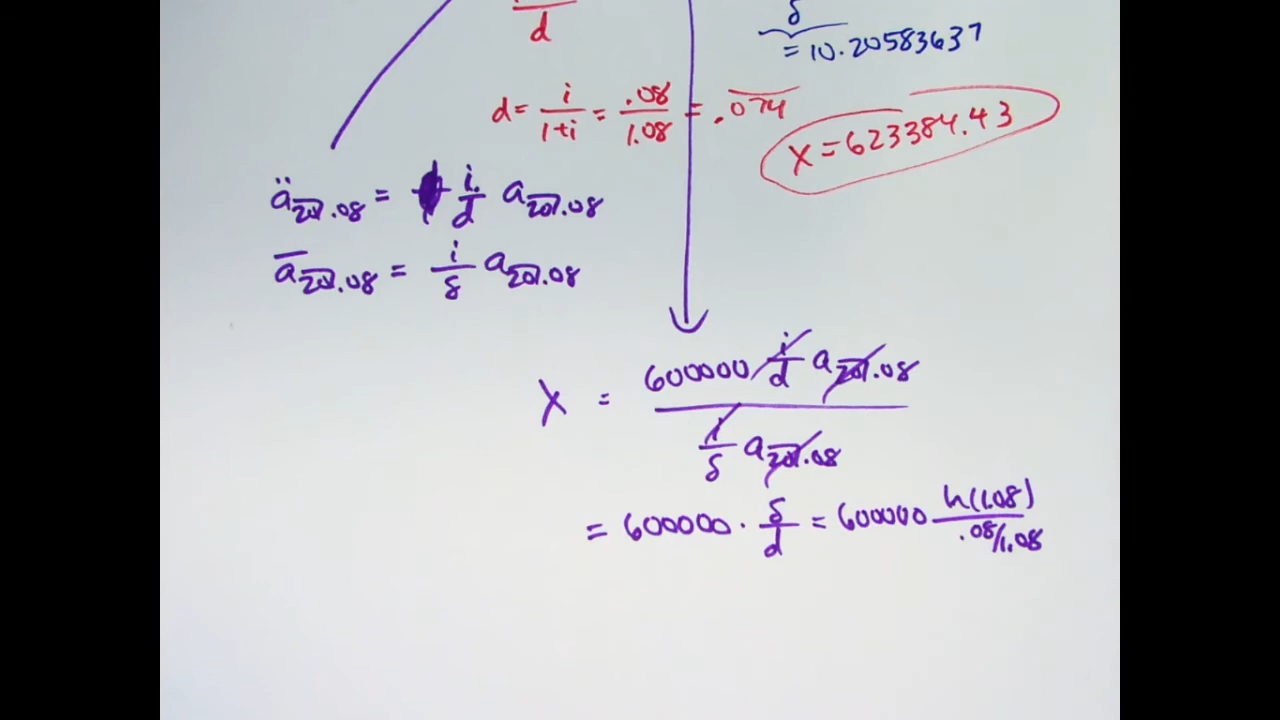 i/d
δ
= 10.20583637
d = i/(1+i) = .08/1.08 = .074
X = 623384.43
ä20⌉.08 = i/d a20⌉.08
ā20⌉.08 = i/δ a20⌉.08
X = (600000 i/d a20⌉.08)/(i/δ a20⌉.08)
= 600000 · δ/d = 600000 ln(1.08)/(.08/1.08)